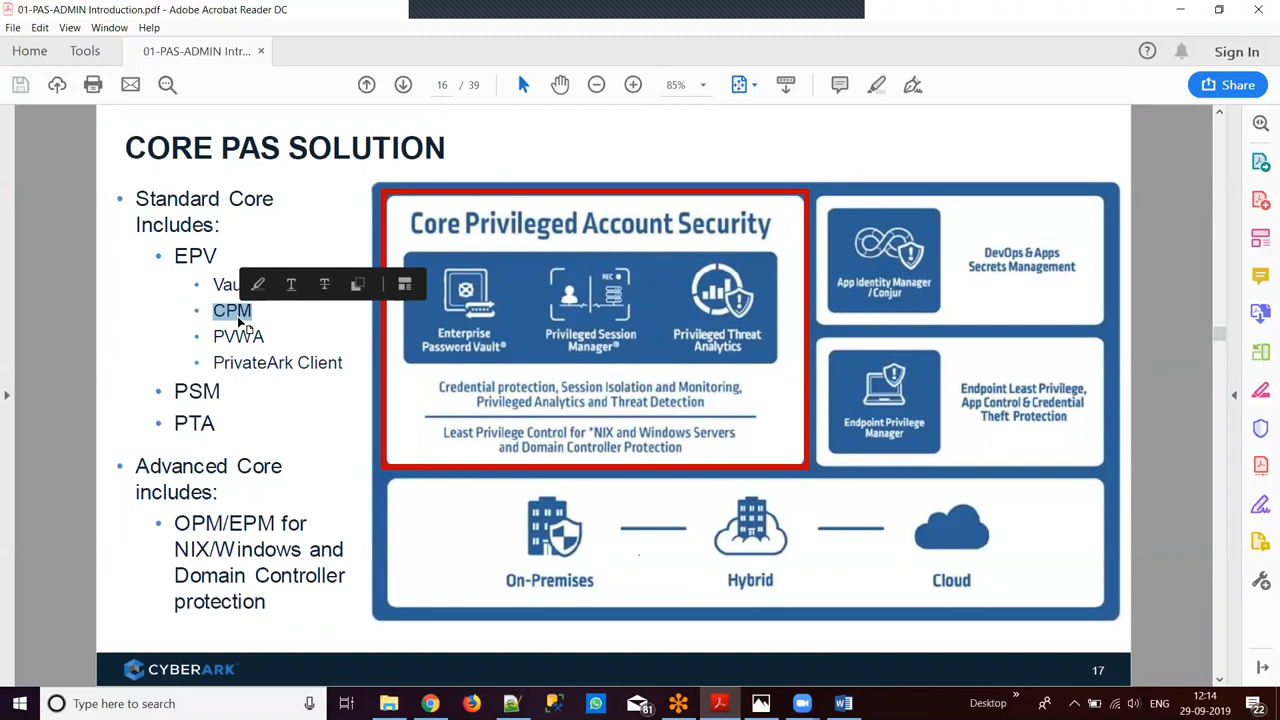 01-PAS-ADMIN Introduction.pdf - Adobe Acrobat Reader DC
File Edit View Window Help
Home Tools 01-PAS-ADMIN Intr... ×
Sign In
16 / 39
85%
Share
CORE PAS SOLUTION
• Standard Core
Includes:
• EPV
• Vau
• CPM
• PVWA
• PrivateArk Client
• PSM
• PTA
• Advanced Core
includes:
• OPM/EPM for
NIX/Windows and
Domain Controller
protection
Core Privileged Account Security
Enterprise
Password Vault®
REC
Privileged Session
Manager®
Privileged Threat
Analytics
Credential protection, Session Isolation and Monitoring,
Privileged Analytics and Threat Detection
Least Privilege Control for *NIX and Windows Servers
and Domain Controller Protection
App Identity Manager
/Conjur
DevOps & Apps
Secrets Management
Endpoint Privilege
Manager
Endpoint Least Privilege,
App Control & Credential
Theft Protection
On-Premises
Hybrid
Cloud
CYBERARK
17
Type here to search
61
Desktop
ENG
12:14
29-09-2019
22